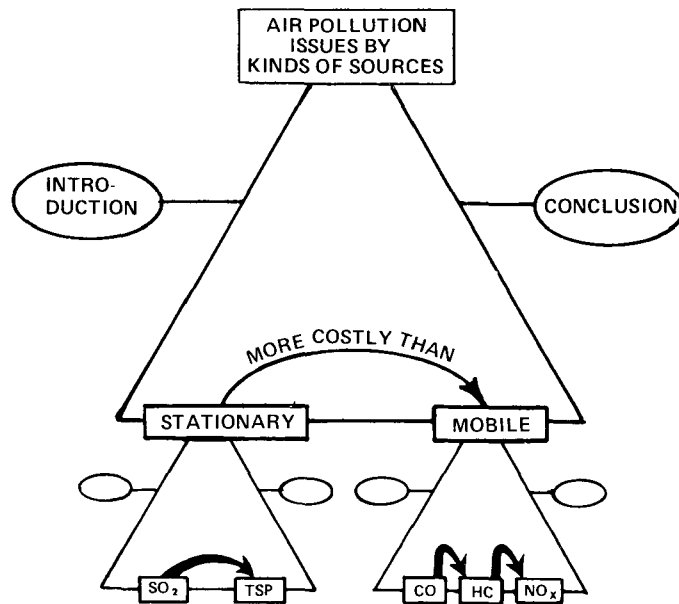 AIR POLLUTION
ISSUES BY
KINDS OF SOURCES
INTRO-
DUCTION
CONCLUSION
MORE COSTLY THAN
STATIONARY
MOBILE
SO₂
TSP
CO
HC
NOₓ